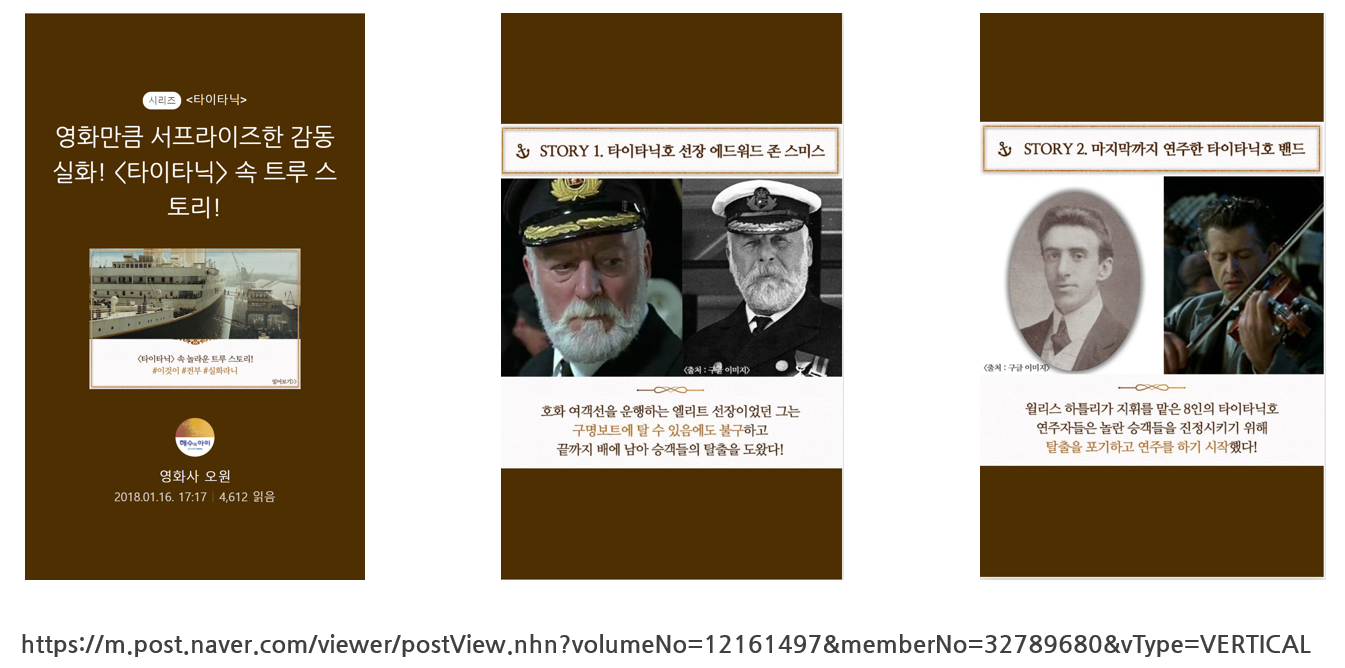 시리즈 <타이타닉>
영화만큼 서프라이즈한 감동
실화! <타이타닉> 속 트루 스
토리!
<타이타닉> 속 놀라운 트루 스토리!
#이것이 #전부 #실화라니
알아보기>>
해수의 아이
영화사 오원
2018.01.16. 17:17 | 4,612 읽음
STORY 1. 타이타닉호 선장 에드워드 존 스미스
<출처 : 구글 이미지>
호화 여객선을 운행하는 엘리트 선장이었던 그는
구명보트에 탈 수 있음에도 불구하고
끝까지 배에 남아 승객들의 탈출을 도왔다!
STORY 2. 마지막까지 연주한 타이타닉호 밴드
<출처 : 구글 이미지>
윌리스 하틀리가 지휘를 맡은 8인의 타이타닉호
연주자들은 놀란 승객들을 진정시키기 위해
탈출을 포기하고 연주를 하기 시작했다!
https://m.post.naver.com/viewer/postView.nhn?volumeNo=12161497&memberNo=32789680&vType=VERTICAL